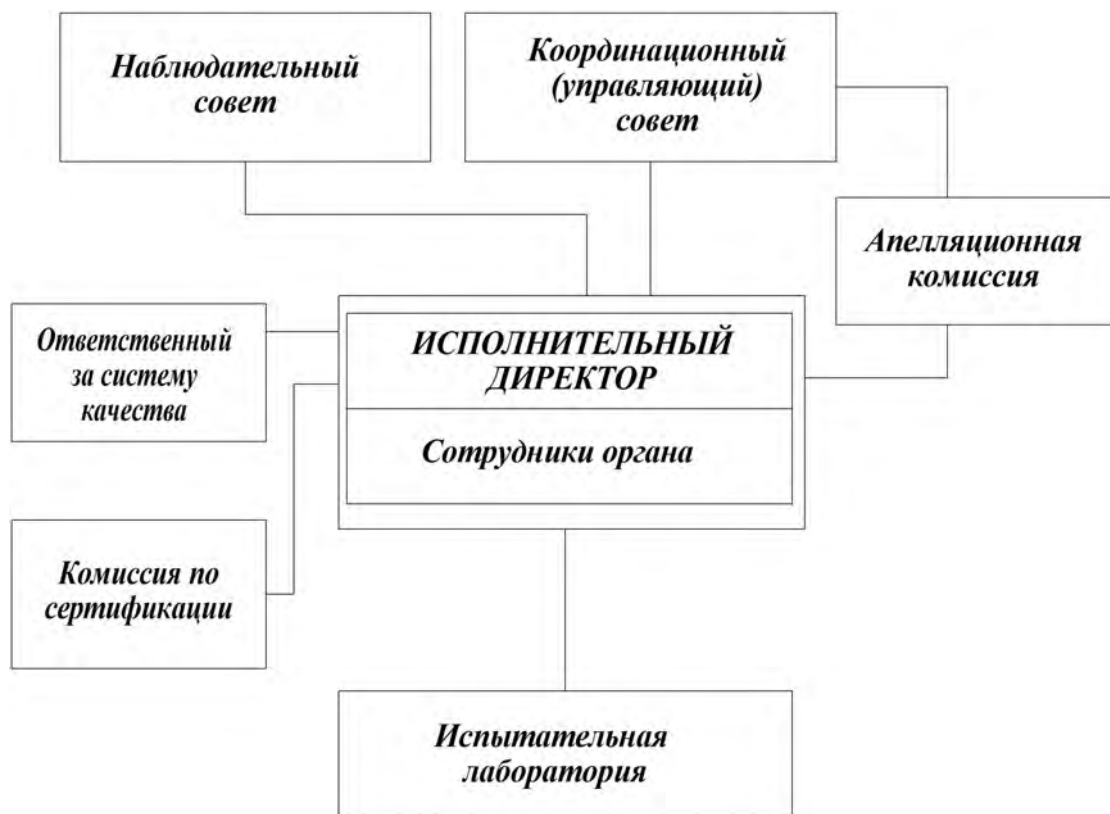 Наблюдательный
совет
Координационный
(управляющий)
совет
Апелляционная
комиссия
Ответственный
за систему
качества
ИСПОЛНИТЕЛЬНЫЙ
ДИРЕКТОР
Сотрудники органа
Комиссия по
сертификации
Испытательная
лаборатория